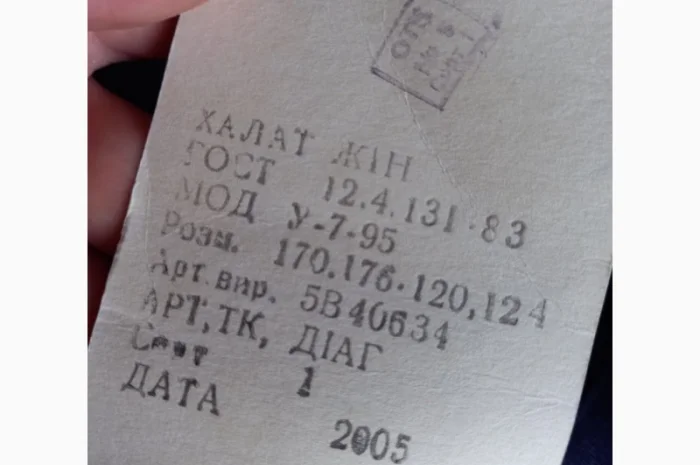 ХАЛАТ ЖІН
ГОСТ 12.4.131-83
МОД У-7-95
Розм. 170.176.120,124
Арт.вир. 5В40634
АРТ,ТК, ДІАГ
1
ДАТА 2005